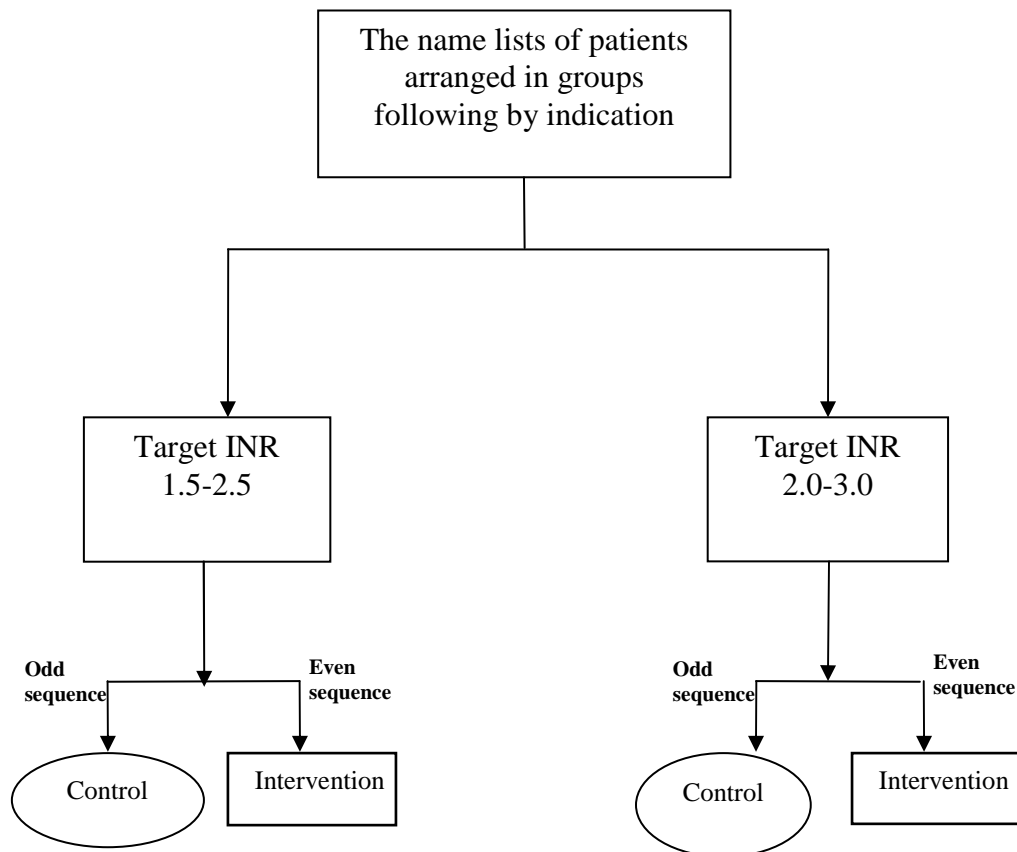 The name lists of patients
arranged in groups
following by indication
Target INR
1.5-2.5
Target INR
2.0-3.0
Odd
sequence
Even
sequence
Odd
sequence
Even
sequence
Control
Intervention
Control
Intervention